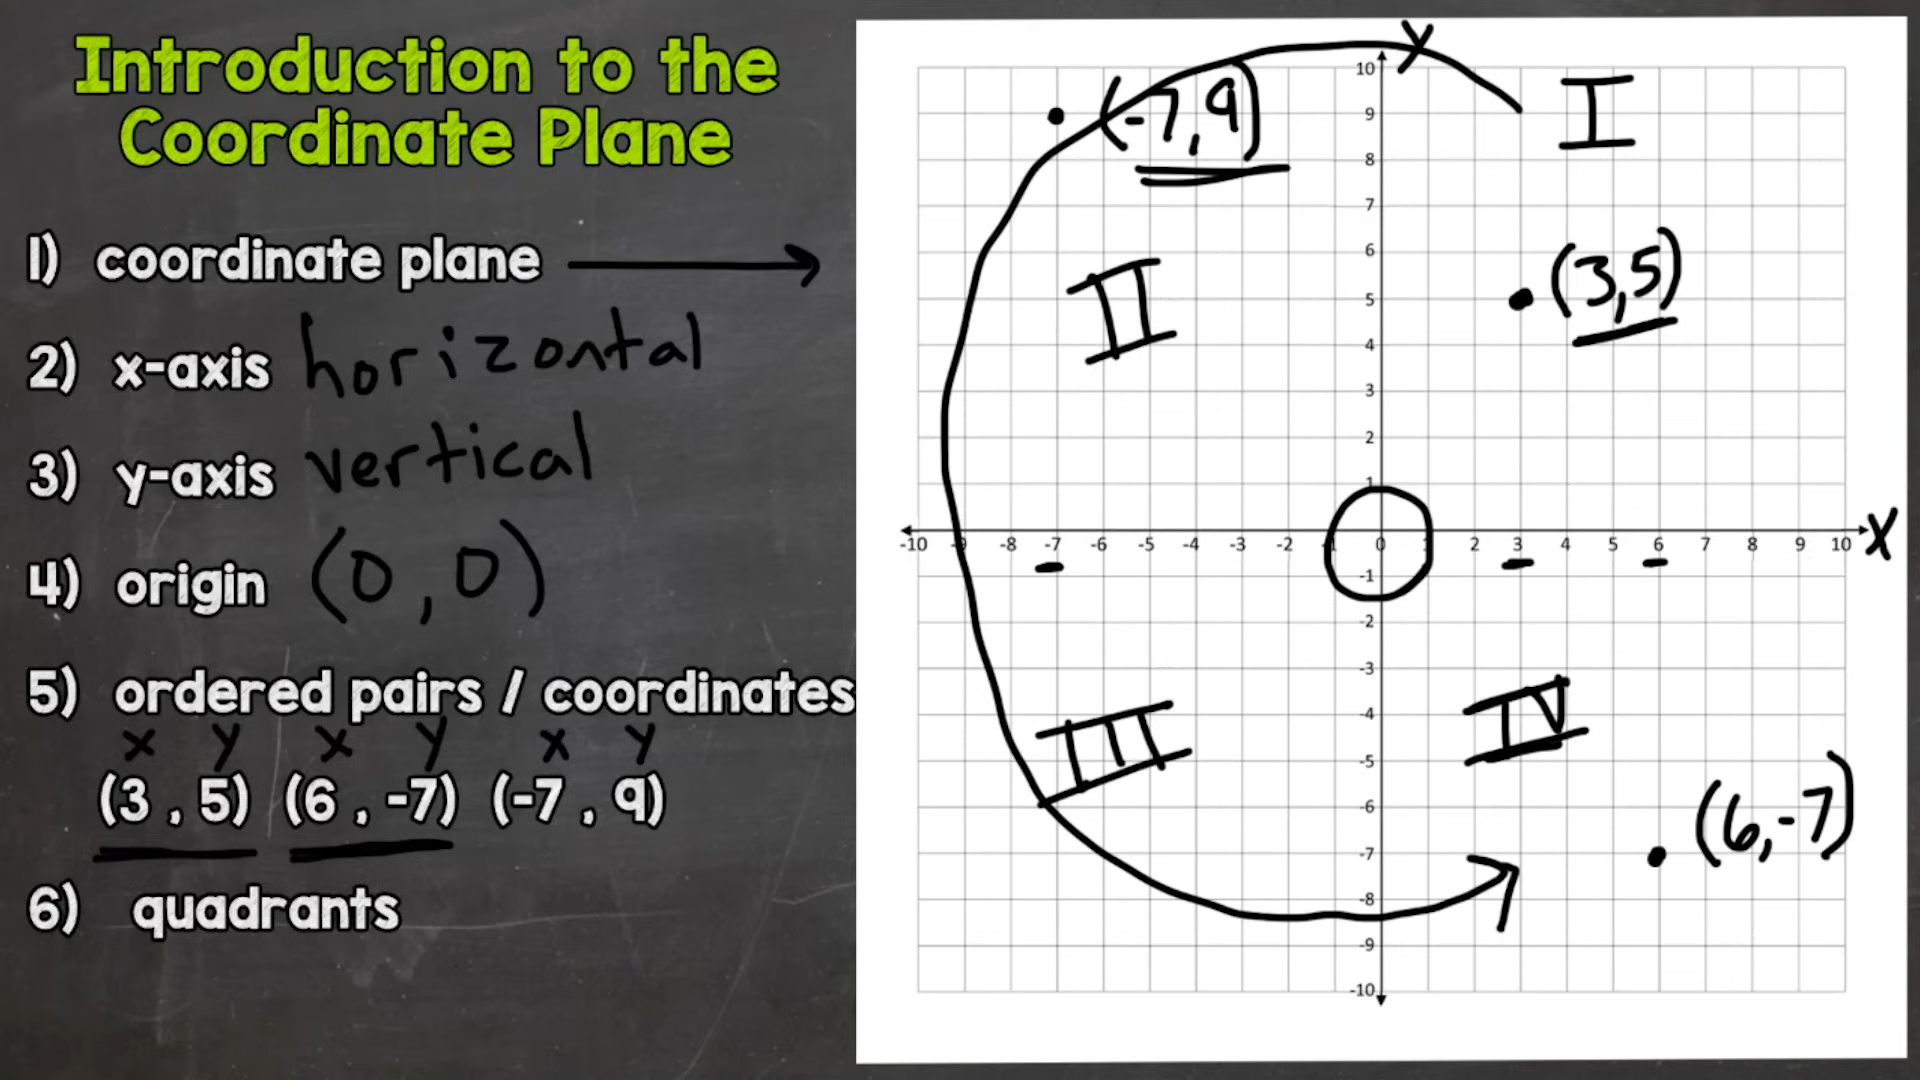 Introduction to the
Coordinate Plane
1) coordinate plane
2) x-axis horizontal
3) y-axis vertical
4) origin (0, 0)
5) ordered pairs / coordinates
x y x y x y
(3 , 5) (6 , -7) (-7 , 9)
6) quadrants
y
10
(-7, 9)
I
9
8
7
6
II
(3,5)
5
4
3
2
1
x
-10 -9 -8 -7 -6 -5 -4 -3 -2 0 2 3 4 5 6 7 8 9 10
-1
-2
-3
III
IV
-4
-5
-6
(6,-7)
-7
-8
-9
-10